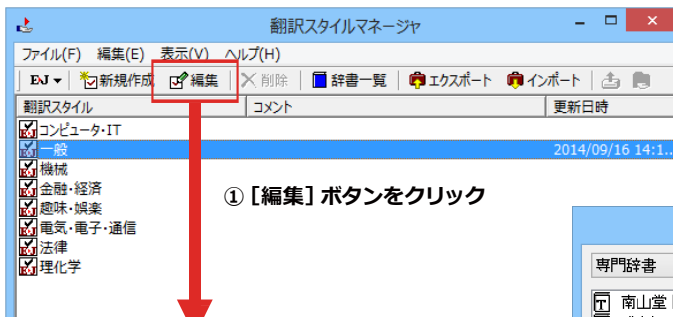 翻訳スタイルマネージャ
ファイル(F) 編集(E) 表示(V) ヘルプ(H)
EJ 新規作成 編集 削除 辞書一覧 エクスポート インポート
翻訳スタイル コメント 更新日時
コンピュータ・IT
一般 2014/09/16 14:1...
機械
金融・経済
趣味・娯楽
電気・電子・通信
法律
理化学
① [編集] ボタンをクリック
専門辞書
南山堂